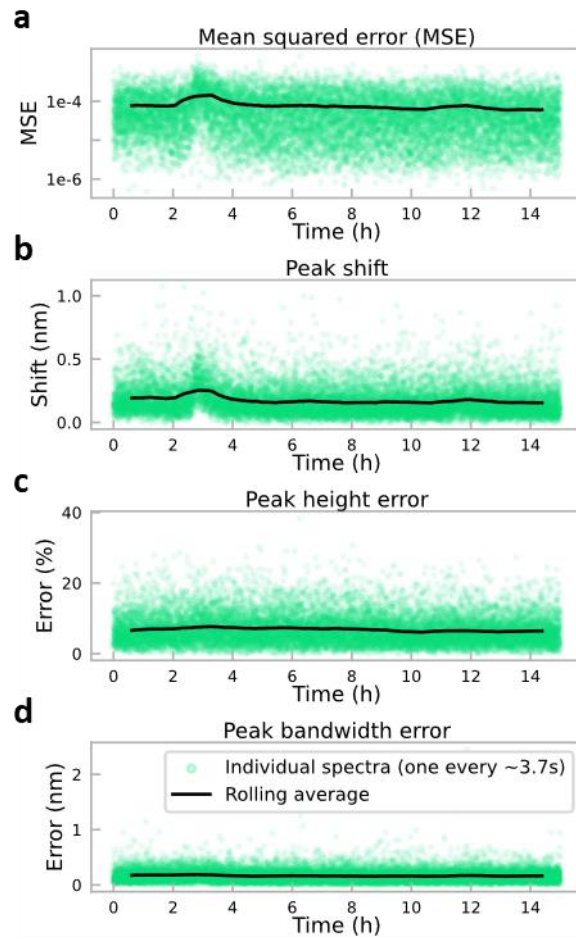 a
Mean squared error (MSE)
MSE
1e-4
1e-6
0 2 4 6 8 10 12 14
Time (h)
b
Peak shift
Shift (nm)
1.0
0.5
0.0
0 2 4 6 8 10 12 14
Time (h)
c
Peak height error
Error (%)
40
20
0
0 2 4 6 8 10 12 14
Time (h)
d
Peak bandwidth error
Error (nm)
2
1
0
Individual spectra (one every ~3.7s)
Rolling average
0 2 4 6 8 10 12 14
Time (h)